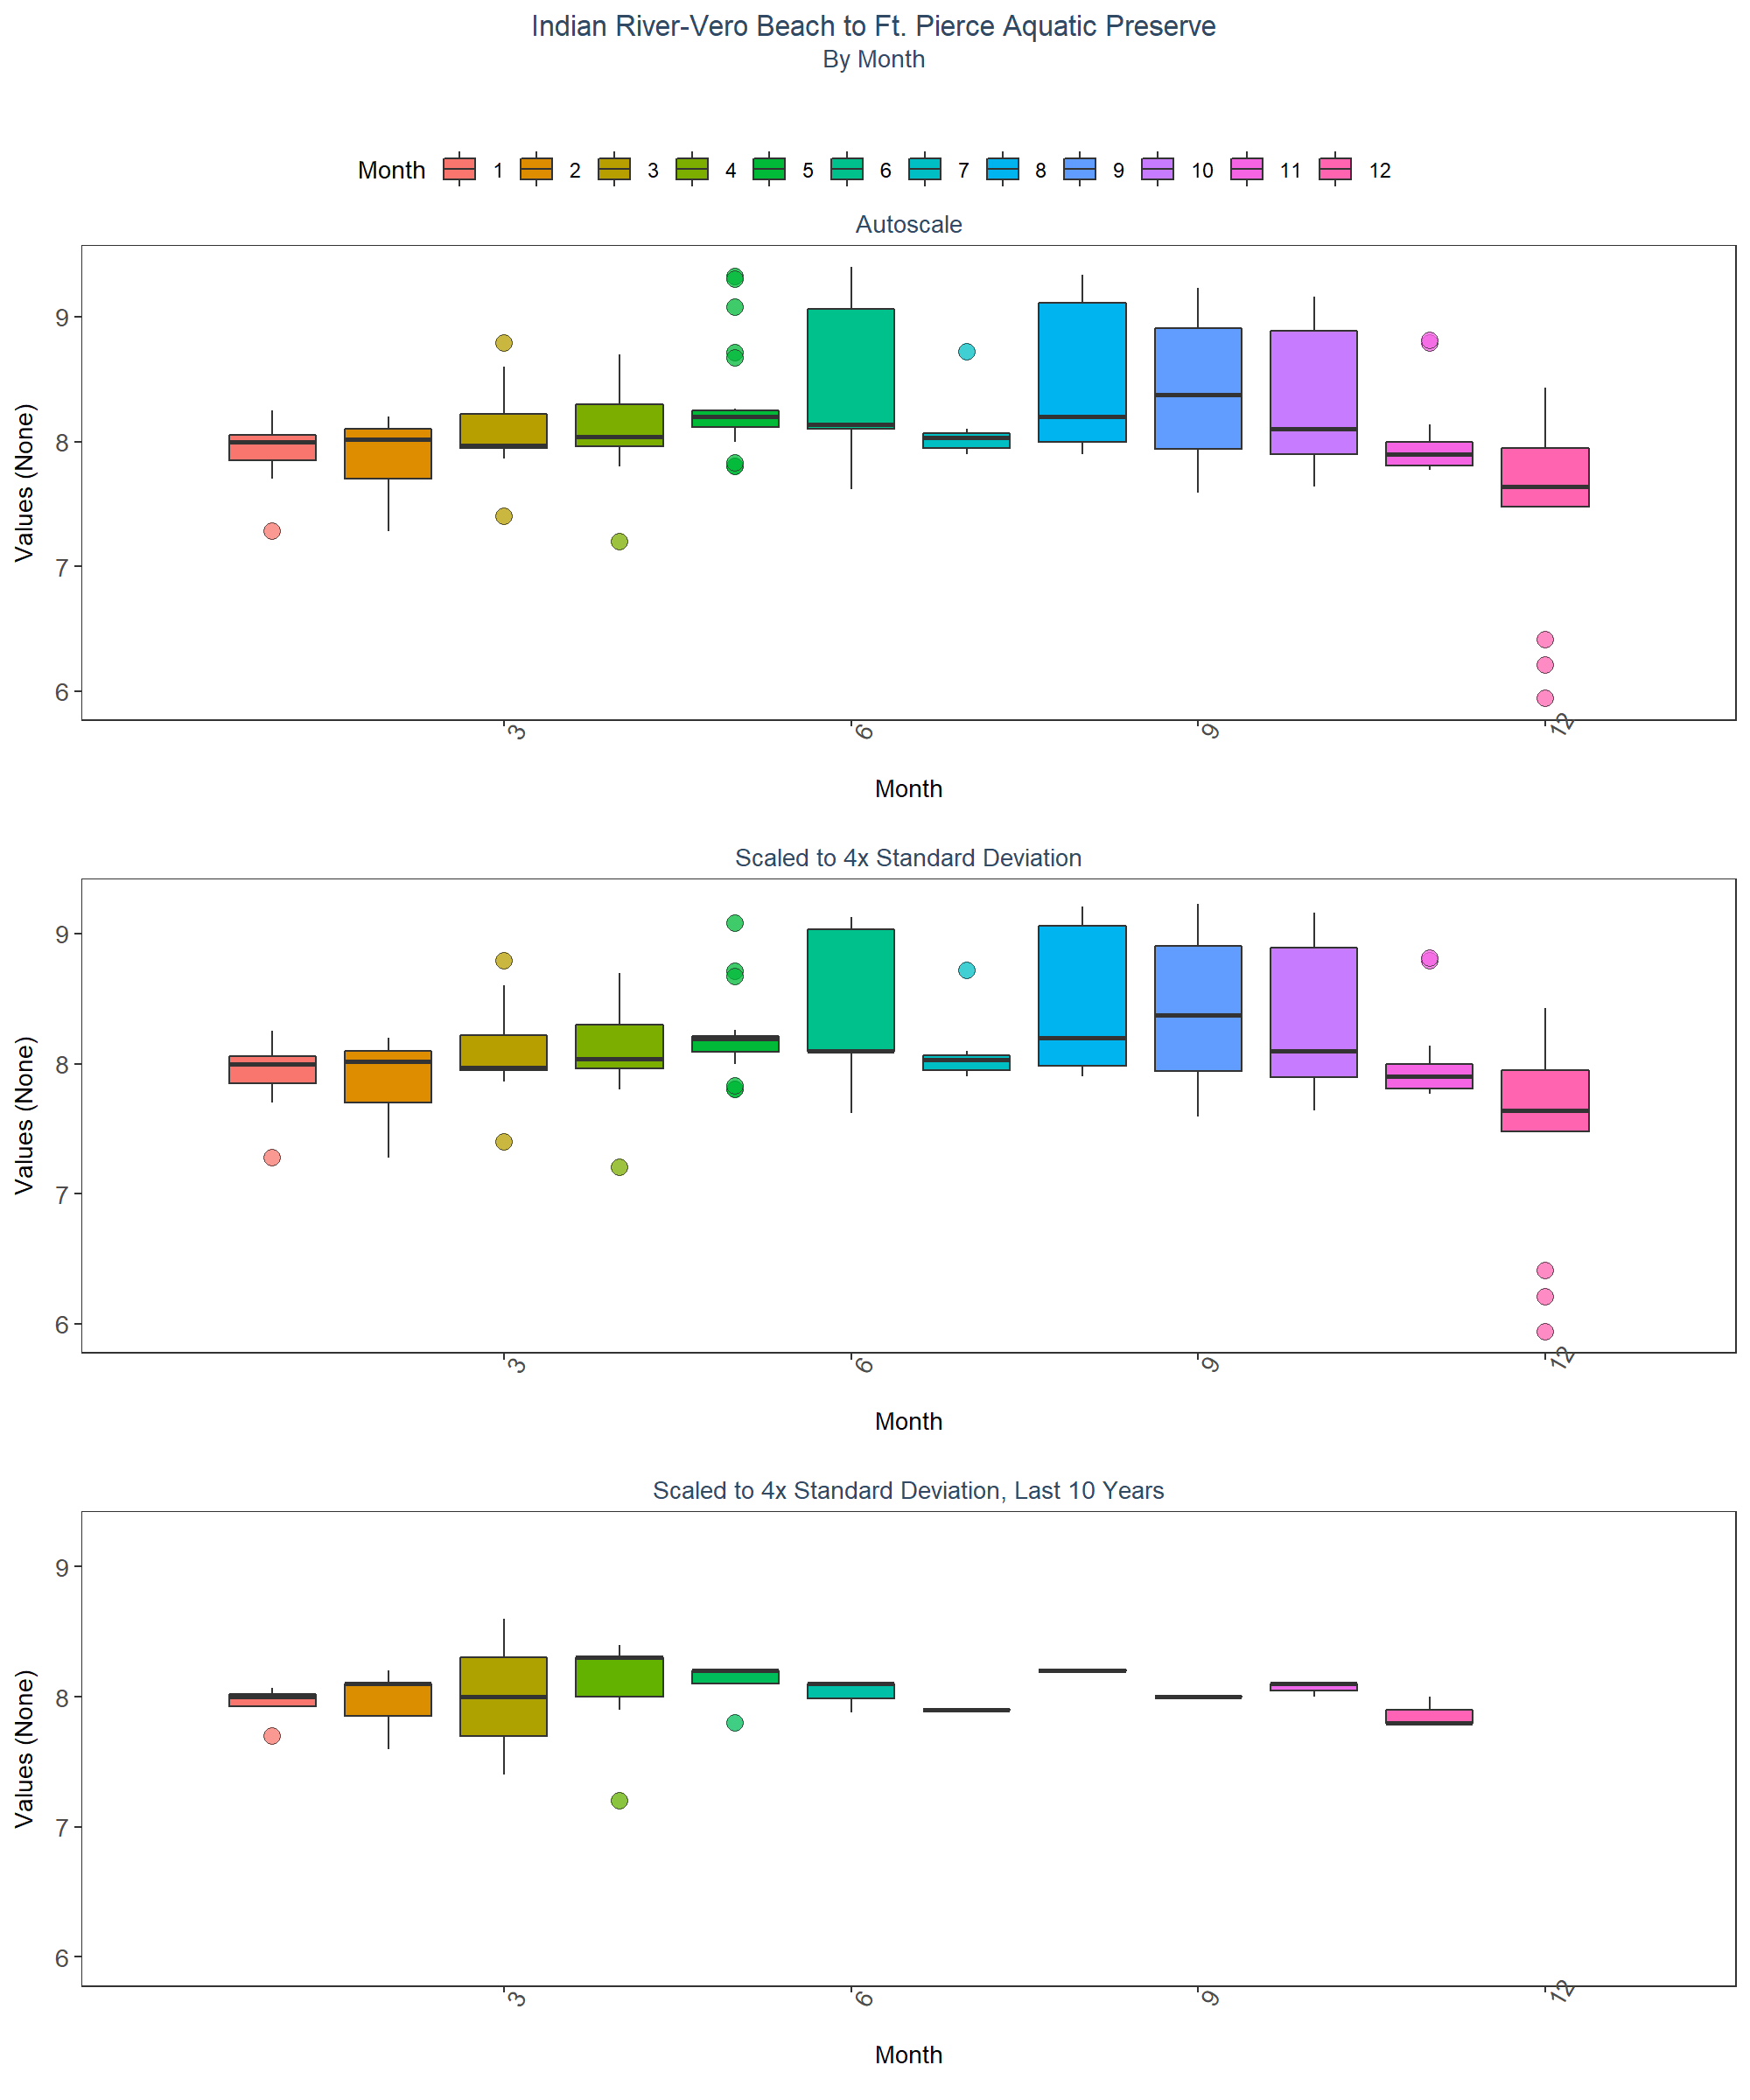 Indian River-Vero Beach to Ft. Pierce Aquatic Preserve
By Month
Month 1 2 3 4 5 6 7 8 9 10 11 12
Autoscale
Values (None)
9
8
7
6
3 6 9 12
Month
Scaled to 4x Standard Deviation
Values (None)
9
8
7
6
3 6 9 12
Month
Scaled to 4x Standard Deviation, Last 10 Years
Values (None)
9
8
7
6
3 6 9 12
Month